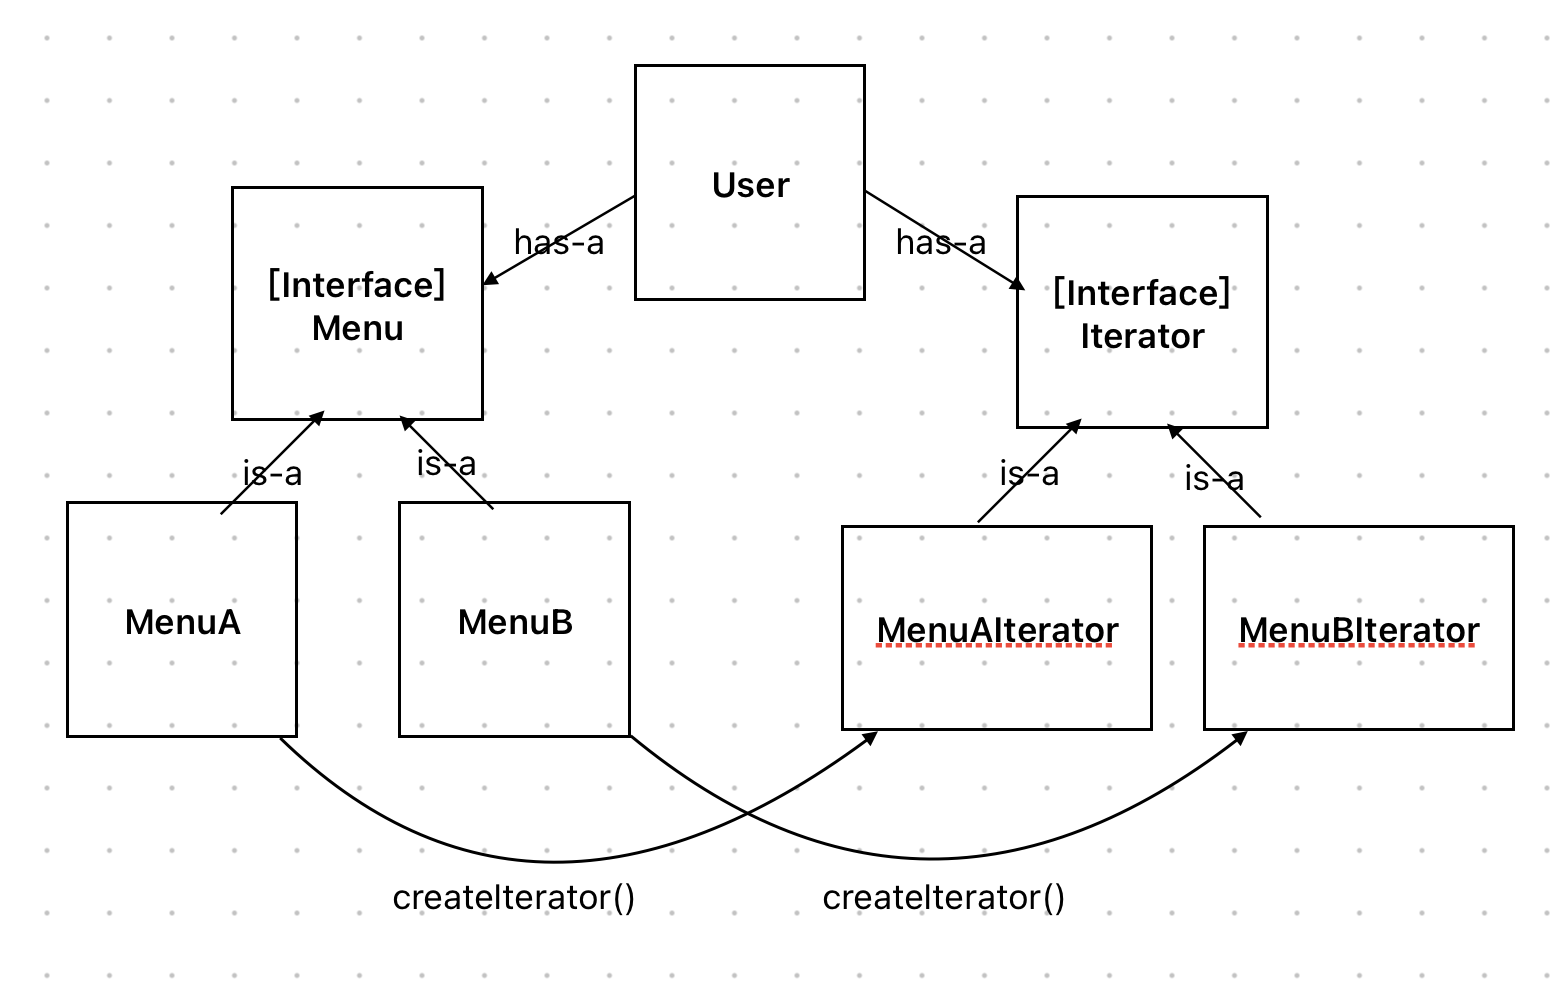 User
has-a
has-a
[Interface]
Menu
[Interface]
Iterator
is-a
is-a
is-a
is-a
MenuA
MenuB
MenuAIterator
MenuBIterator
createIterator()
createIterator()